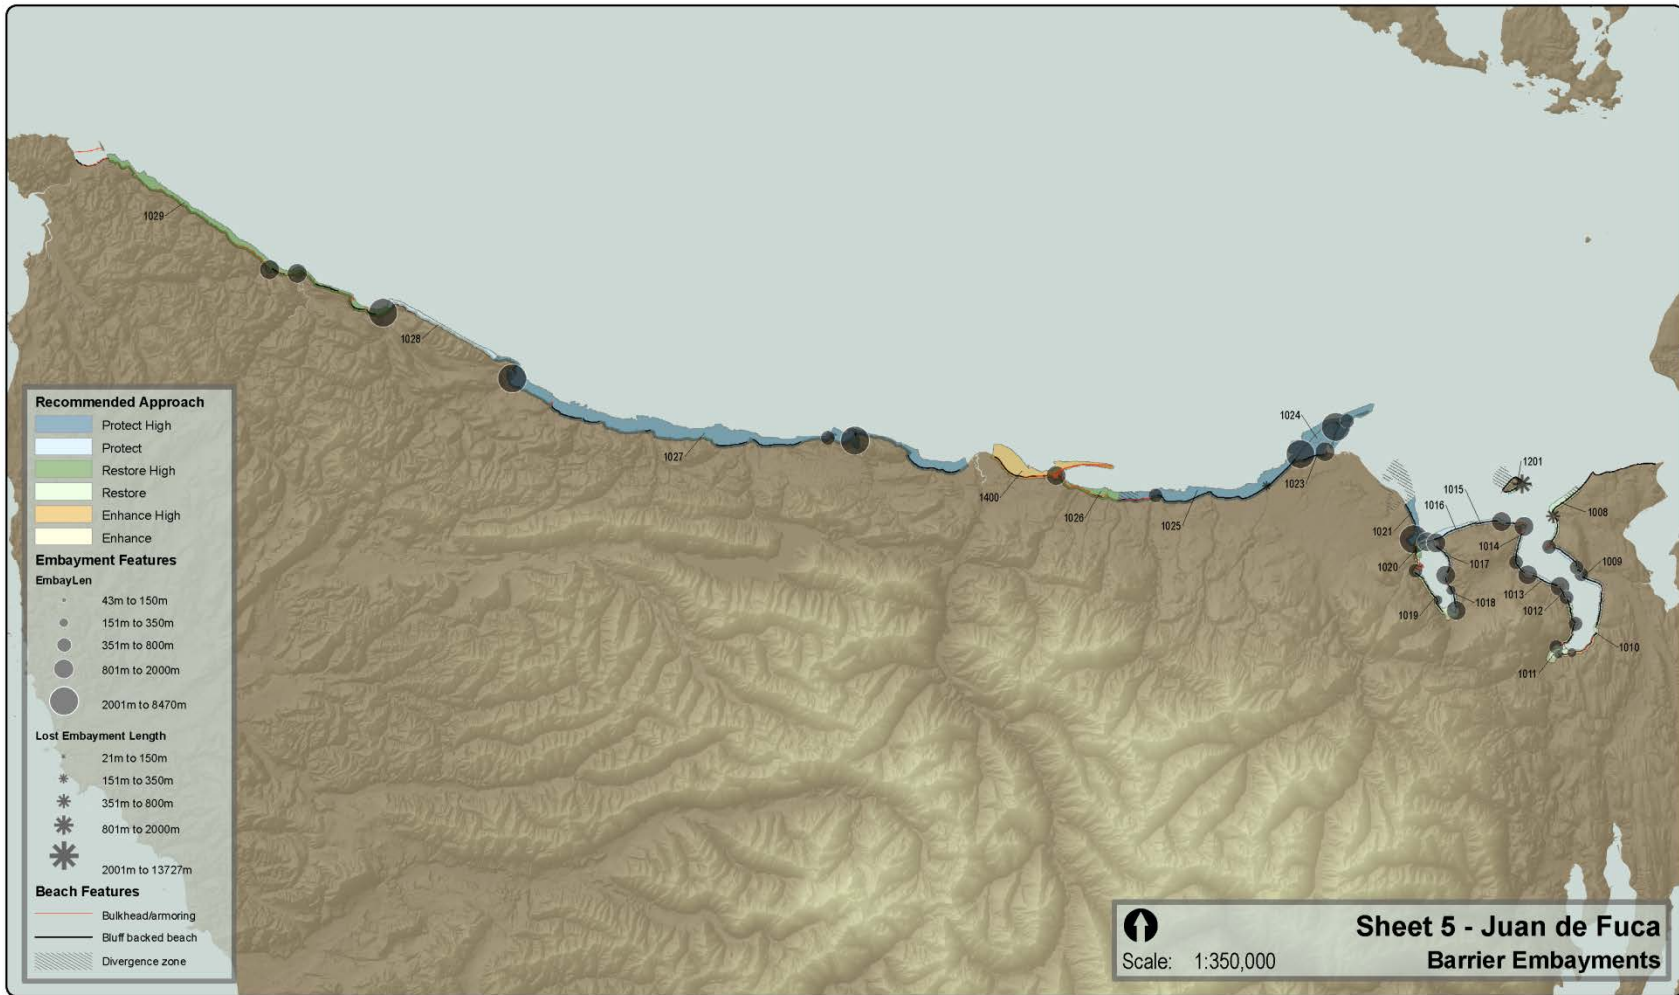 1029
1028
1027
1400
1026
1025
1024
1023
1021
1020
1019
1018
1017
1016
1015
1014
1013
1012
1011
1010
1009
1008
1201
Recommended Approach
Protect High
Protect
Restore High
Restore
Enhance High
Enhance
Embayment Features
EmbayLen
43m to 150m
151m to 350m
351m to 800m
801m to 2000m
2001m to 8470m
Lost Embayment Length
21m to 150m
151m to 350m
351m to 800m
801m to 2000m
2001m to 13727m
Beach Features
Bulkhead/armoring
Bluff backed beach
Divergence zone
Sheet 5 - Juan de Fuca
Scale: 1:350,000
Barrier Embayments